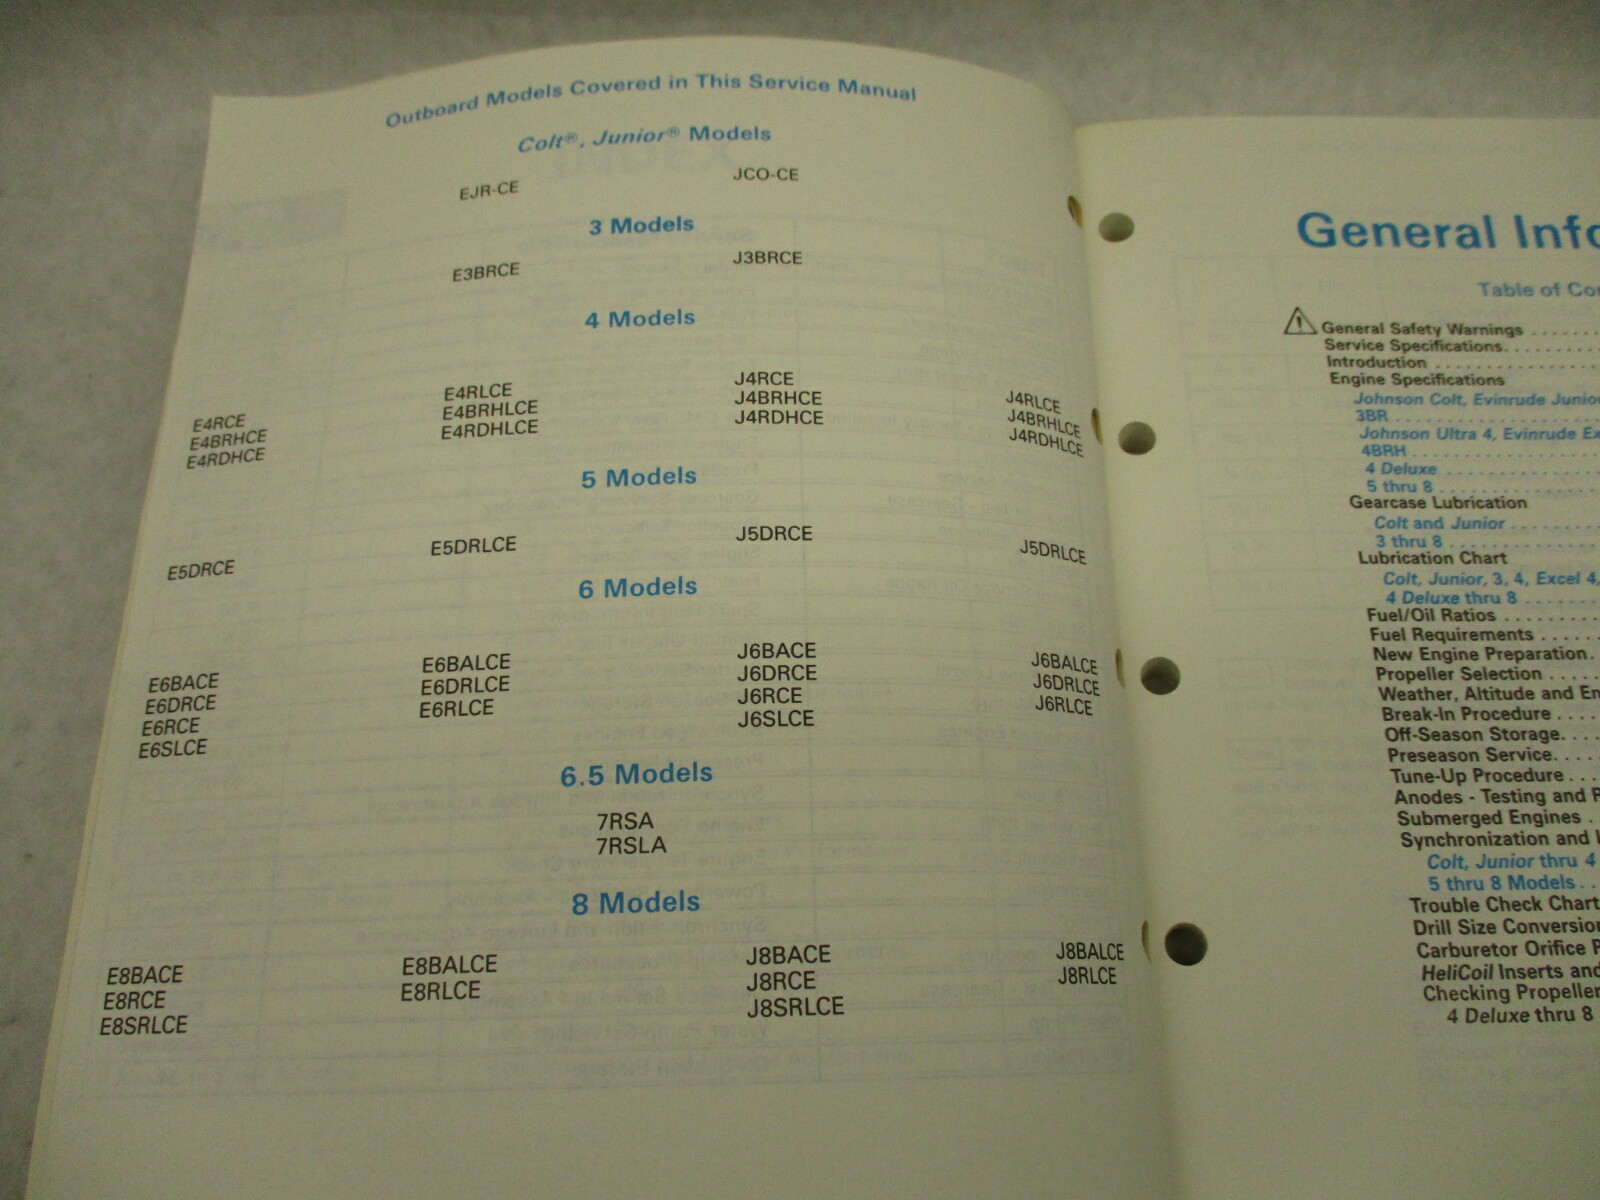 Outboard Models Covered in This Service Manual
Colt®, Junior® Models
EJR-CE JCO-CE
3 Models
E3BRCE J3BRCE
4 Models
E4RCE E4RLCE J4RCE J4RLCE
E4BRHCE E4BRHLCE J4BRHCE J4BRHLCE
E4RDHCE E4RDHLCE J4RDHCE J4RDHLCE
5 Models
E5DRCE E5DRLCE J5DRCE J5DRLCE
6 Models
E6BACE E6BALCE J6BACE J6BALCE
E6DRCE E6DRLCE J6DRCE J6DRLCE
E6RCE E6RLCE J6RCE J6RLCE
E6SLCE J6SLCE
6.5 Models
7RSA
7RSLA
8 Models
E8BACE E8BALCE J8BACE J8BALCE
E8RCE E8RLCE J8RCE J8RLCE
E8SRLCE J8SRLCE
General Info
Table of Co
General Safety Warnings
Service Specifications
Introduction
Engine Specifications
Johnson Colt, Evinrude Junio
3BR
Johnson Ultra 4, Evinrude Ex
4BRH
4 Deluxe
5 thru 8
Gearcase Lubrication
Colt and Junior
3 thru 8
Lubrication Chart
Colt, Junior, 3, 4, Excel 4,
4 Deluxe thru 8
Fuel/Oil Ratios
Fuel Requirements
New Engine Preparation
Propeller Selection
Weather, Altitude and En
Break-In Procedure
Off-Season Storage
Preseason Service
Tune-Up Procedure
Anodes - Testing and
Submerged Engines
Synchronization and
Colt, Junior thru 4
5 thru 8 Models
Trouble Check Chart
Drill Size Conversion
Carburetor Orifice
HeliCoil Inserts and
Checking Propeller
4 Deluxe thru 8